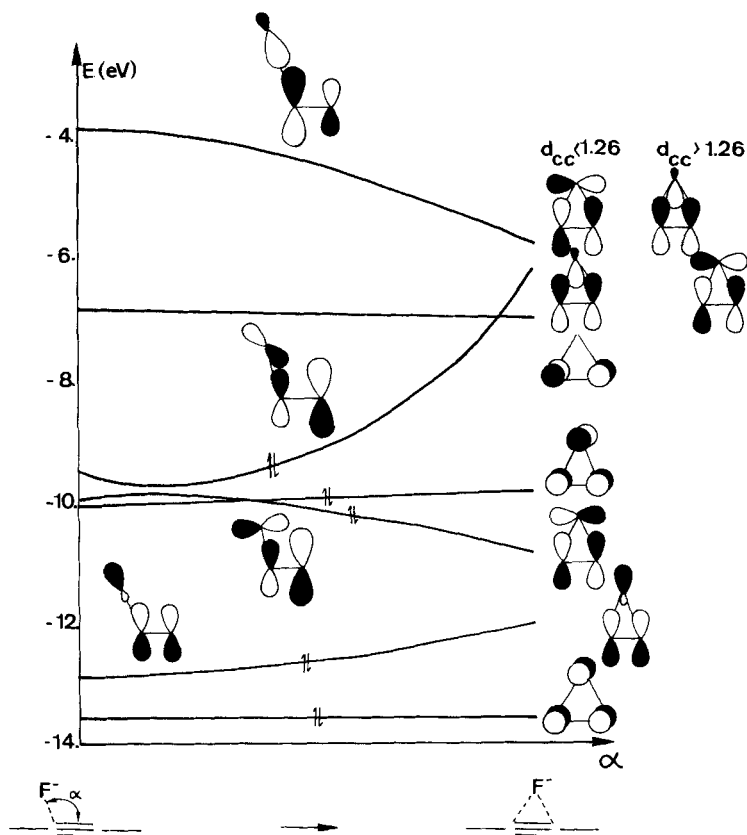 E (eV)
- 4.
d_cc < 1.26 d_cc > 1.26
- 6.
- 8.
- 10
- 12.
-14
α
F⁻ α F⁻